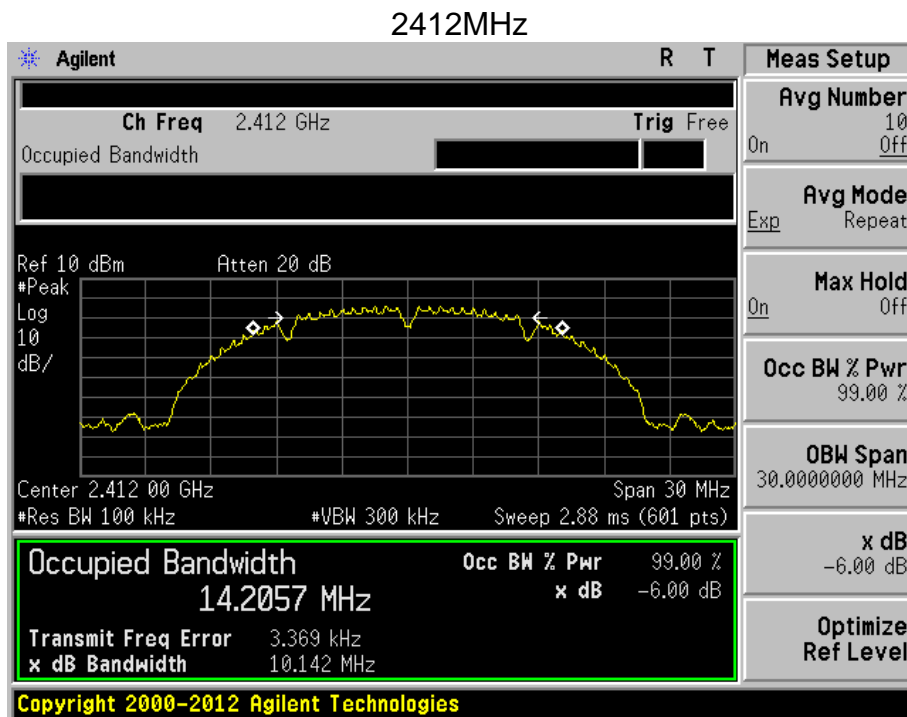 2412MHz
Agilent R T
Ch Freq 2.412 GHz Trig Free
Occupied Bandwidth
Ref 10 dBm Atten 20 dB
#Peak
Log
10
dB/
Center 2.412 00 GHz Span 30 MHz
#Res BW 100 kHz #VBW 300 kHz Sweep 2.88 ms (601 pts)
Occupied Bandwidth Occ BW % Pwr 99.00 %
14.2057 MHz x dB -6.00 dB
Transmit Freq Error 3.369 kHz
x dB Bandwidth 10.142 MHz
Copyright 2000-2012 Agilent Technologies
Meas Setup
Avg Number
10
On Off
Avg Mode
Exp Repeat
Max Hold
On Off
Occ BW % Pwr
99.00 %
OBW Span
30.0000000 MHz
x dB
-6.00 dB
Optimize
Ref Level